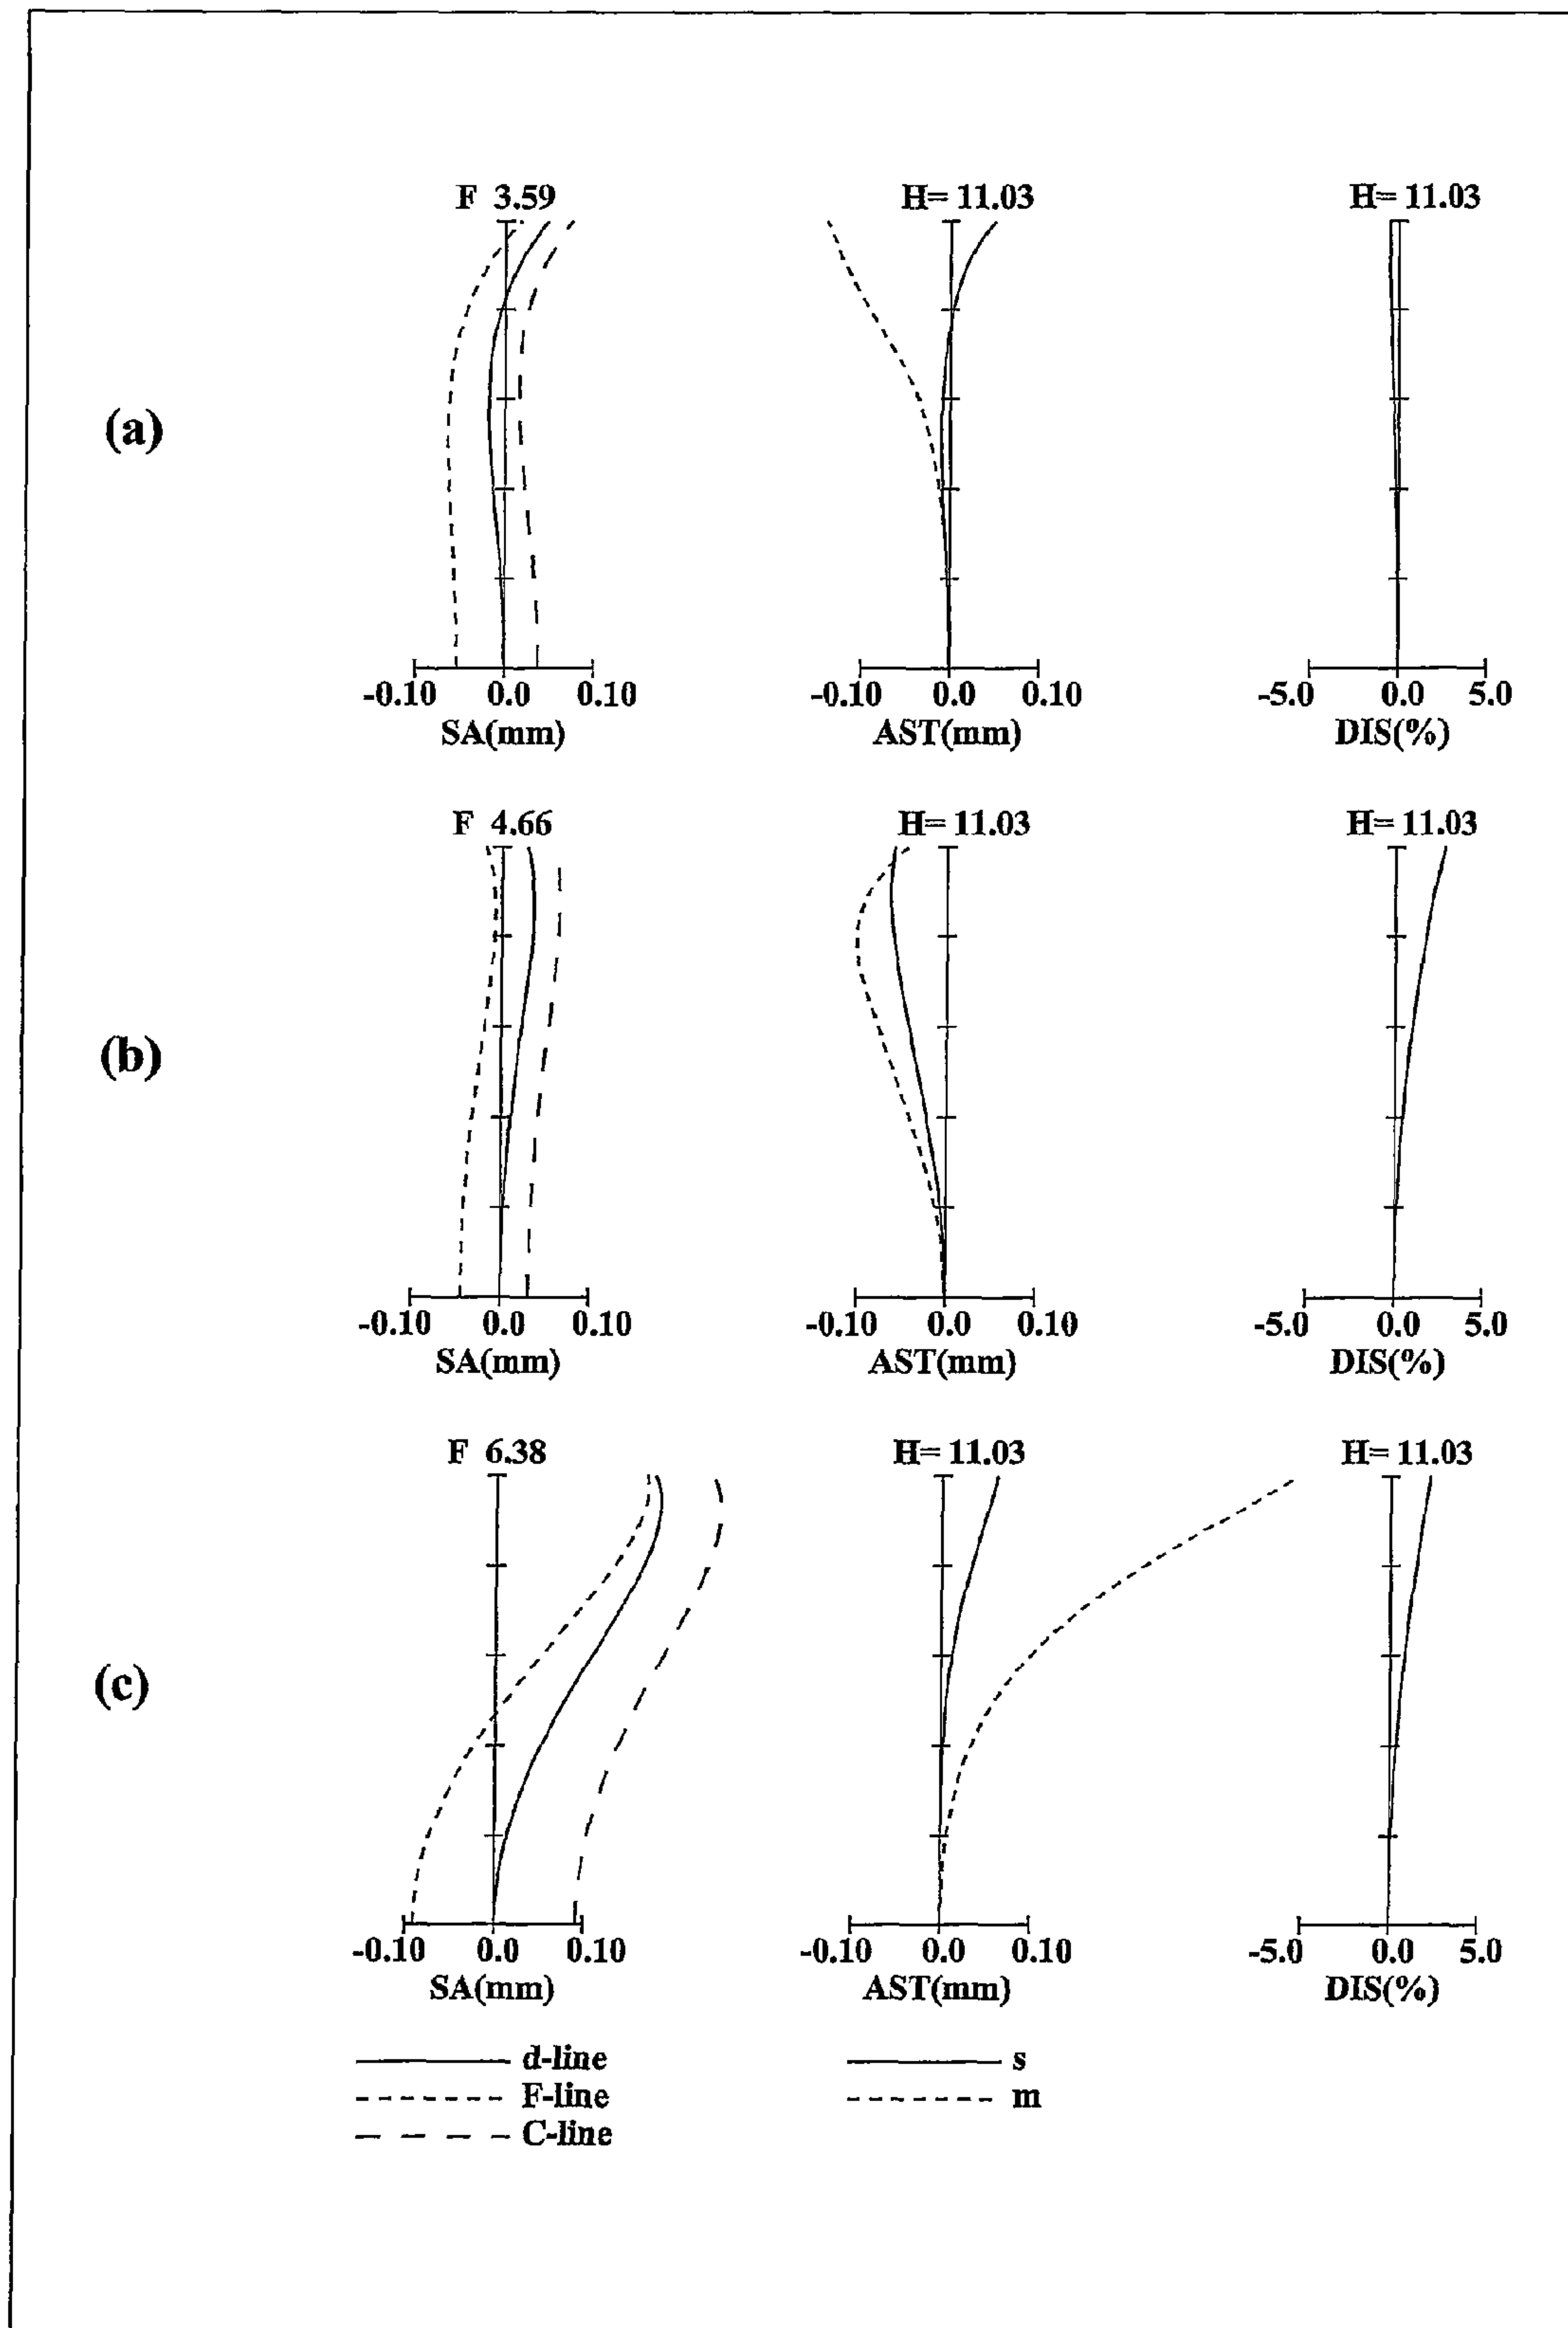 F 3.59 H= 11.03 H= 11.03
(a)
-0.10 0.0 0.10 -0.10 0.0 0.10 -5.0 0.0 5.0
SA(mm) AST(mm) DIS(%)
F 4.66 H= 11.03 H= 11.03
(b)
-0.10 0.0 0.10 -0.10 0.0 0.10 -5.0 0.0 5.0
SA(mm) AST(mm) DIS(%)
F 6.38 H= 11.03 H= 11.03
(c)
-0.10 0.0 0.10 -0.10 0.0 0.10 -5.0 0.0 5.0
SA(mm) AST(mm) DIS(%)
d-line s
F-line m
C-line